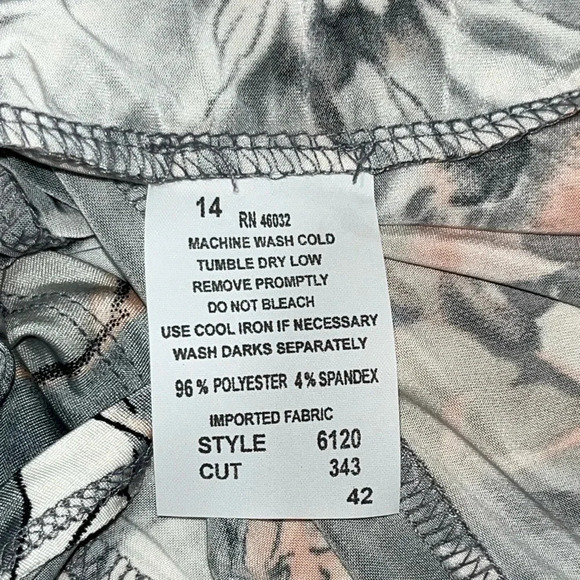 14 RN 46032
MACHINE WASH COLD
TUMBLE DRY LOW
REMOVE PROMPTLY
DO NOT BLEACH
USE COOL IRON IF NECESSARY
WASH DARKS SEPARATELY
96 % POLYESTER 4% SPANDEX
IMPORTED FABRIC
STYLE 6120
CUT 343
42